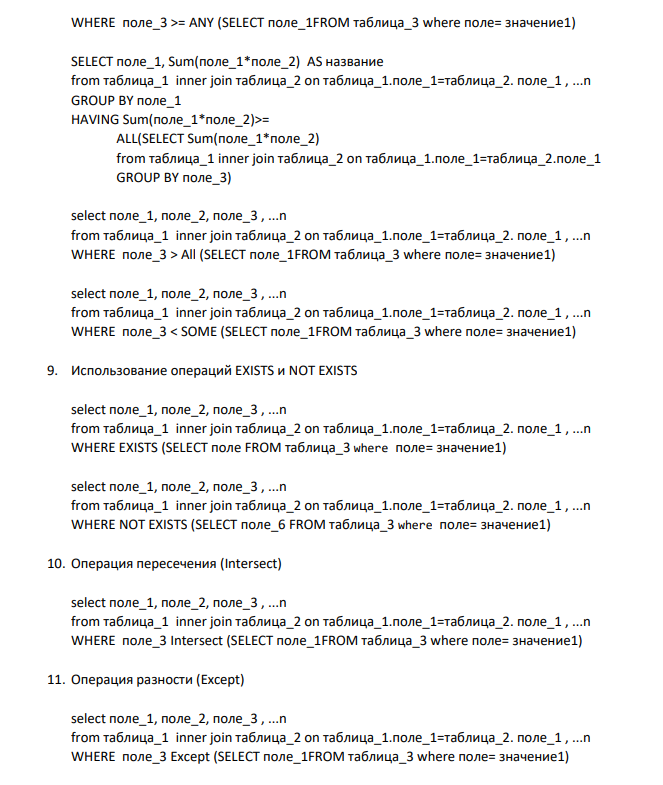 WHERE поле_3 >= ANY (SELECT поле_1FROM таблица_3 where поле= значение1)
SELECT поле_1, Sum(поле_1*поле_2) AS название
from таблица_1 inner join таблица_2 on таблица_1.поле_1=таблица_2. поле_1 , ...n
GROUP BY поле_1
HAVING Sum(поле_1*поле_2)>=
ALL(SELECT Sum(поле_1*поле_2)
from таблица_1 inner join таблица_2 on таблица_1.поле_1=таблица_2.поле_1
GROUP BY поле_3)
select поле_1, поле_2, поле_3 , ...n
from таблица_1 inner join таблица_2 on таблица_1.поле_1=таблица_2. поле_1 , ...n
WHERE поле_3 > All (SELECT поле_1FROM таблица_3 where поле= значение1)
select поле_1, поле_2, поле_3 , ...n
from таблица_1 inner join таблица_2 on таблица_1.поле_1=таблица_2. поле_1 , ...n
WHERE поле_3 < SOME (SELECT поле_1FROM таблица_3 where поле= значение1)
9. Использование операций EXISTS и NOT EXISTS
select поле_1, поле_2, поле_3 , ...n
from таблица_1 inner join таблица_2 on таблица_1.поле_1=таблица_2. поле_1 , ...n
WHERE EXISTS (SELECT поле FROM таблица_3 where поле= значение1)
select поле_1, поле_2, поле_3 , ...n
from таблица_1 inner join таблица_2 on таблица_1.поле_1=таблица_2. поле_1 , ...n
WHERE NOT EXISTS (SELECT поле_6 FROM таблица_3 where поле= значение1)
10. Операция пересечения (Intersect)
select поле_1, поле_2, поле_3 , ...n
from таблица_1 inner join таблица_2 on таблица_1.поле_1=таблица_2. поле_1 , ...n
WHERE поле_3 Intersect (SELECT поле_1FROM таблица_3 where поле= значение1)
11. Операция разности (Except)
select поле_1, поле_2, поле_3 , ...n
from таблица_1 inner join таблица_2 on таблица_1.поле_1=таблица_2. поле_1 , ...n
WHERE поле_3 Except (SELECT поле_1FROM таблица_3 where поле= значение1)